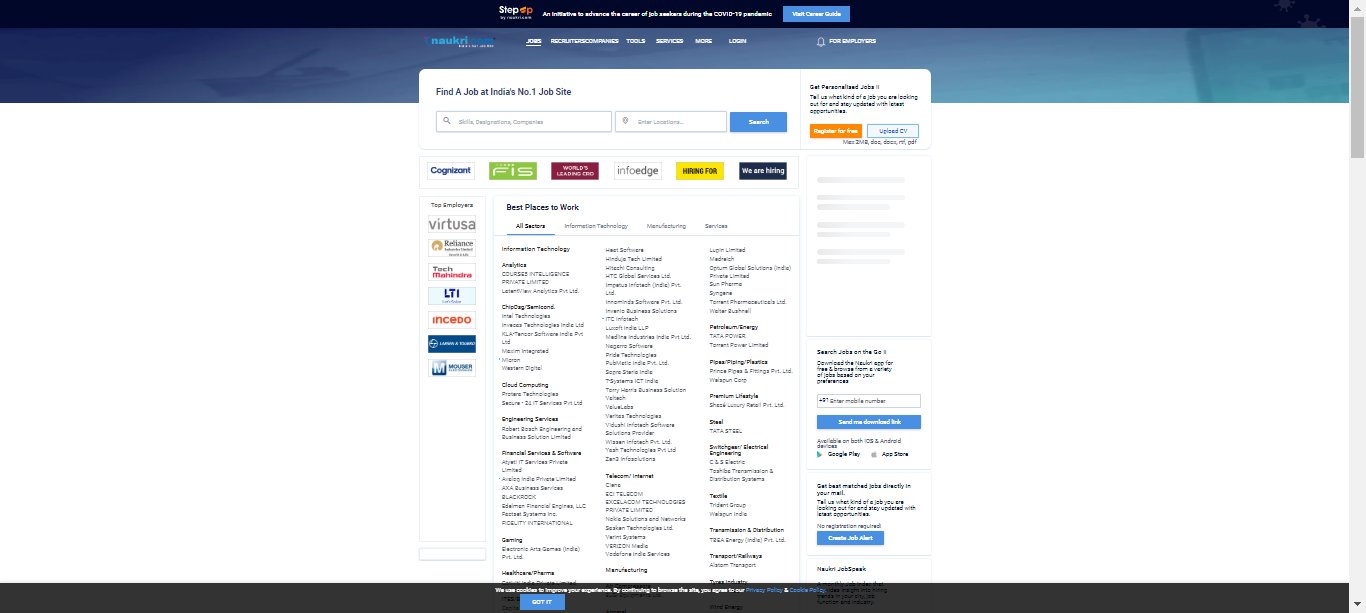 StepUp
by naukri.com
An initiative to advance the career of job seekers during the COVID-19 pandemic
Visit Career Guide
naukri.com
JOBS
RECRUITERS
COMPANIES
TOOLS
SERVICES
MORE
LOGIN
FOR EMPLOYERS
Find A Job at India's No.1 Job Site
Skills, Designations, Companies
Enter Locations...
Search
Get Personalised Jobs !!
Tell us what kind of a job you are looking
out for and stay updated with latest
opportunities.
Register for free
Upload CV
Max 2MB, doc, docx, rtf, pdf
Cognizant
FIS
WORLD'S
LEADING CRO
infoedge
HIRING FOR
We are hiring
Top Employers
virtusa
Reliance
Industries Limited
Tech
Mahindra
LTI
Let's Solve
INCEDO
LARSEN & TOUBRO
MOUSER
ELECTRONICS
Best Places to Work
All Sectors
Information Technology
Manufacturing
Services
Information Technology
Analytics
COURSE5 INTELLIGENCE
PRIVATE LIMITED
LatentView Analytics Pvt Ltd.
ChipDsg/Semicond.
Intel Technologies
Invecas Technologies India Ltd
KLA/Tencor Software India Pvt
Ltd
Maxim Integrated
Micron
Western Digital
Cloud Computing
Protera Technologies
Secure - 24 IT Services Pvt Ltd
Engineering Services
Robert Bosch Engineering and
Business Solution Limited
Financial Services & Software
Atyeti IT Services Private
Limited
Avalog India Private Limited
AXA Business Services
BLACKROCK
Edelman Financial Engines, LLC
Factset Systems Inc.
FIDELITY INTERNATIONAL
Gaming
Electronic Arts Games (India)
Pvt. Ltd.
Healthcare/Pharma
Heat Software
Hinduja Tech Limited
Hitachi Consulting
HTC Global Services Ltd.
Impetus Infotech (India) Pvt.
Ltd.
Innominds Software Pvt. Ltd.
Invenio Business Solutions
ITC Infotech
Luxoft India LLP
Medline Industries India Pvt Ltd.
Nagarro Software
Pride Technologies
PubMatic India Pvt. Ltd.
Sopra Steria India
T-Systems ICT India
Torry Harris Business Solution
Valtech
ValueLabs
Veritas Technologies
Vidushi Infotech Software
Solutions Provider
Wissen Infotech Pvt. Ltd.
Yash Technologies Pvt Ltd
Zen3 Infosolutions
Telecom/ Internet
Ciena
ECI TELECOM
EXCELACOM TECHNOLOGIES
PRIVATE LIMITED
Nokia Solutions and Networks
Sasken Technologies Ltd.
Verint Systems
VERIZON Media
Vodafone India Services
Manufacturing
Lupin Limited
Medreich
Optum Global Solutions (India)
Private Limited
Sun Pharma
Syngene
Torrent Pharmaceuticals Ltd.
Wolter Bushnell
Petroleum/Energy
TATA POWER
Torrent Power Limited
Pipes/Piping/Plastics
Prince Pipes & Fittings Pvt. Ltd.
Welspun Corp
Premium Lifestyle
Shezé Luxury Retail Pvt. Ltd.
Steel
TATA STEEL
Switchgear/ Electrical
Engineering
C & S Electric
Toshiba Transmission &
Distribution Systems
Textile
Trident Group
Welspun India
Transmission & Distribution
TBEA Energy (India) Pvt. Ltd.
Transport/Railways
Alstom Transport
Tyres Industry
Wind Energy
Search Jobs on the Go !!
Download the Naukri app for
free & browse from a variety
of jobs based on your
preferences
+91 Enter mobile number
Send me download link
Available on both iOS & Android
devices
Google Play
App Store
Get best matched jobs directly in
your mail.
Tell us what kind of a job you are
looking out for and stay updated with
latest opportunities.
No registration required!
Create Job Alert
Naukri JobSpeak
We use cookies to improve your experience. By continuing to browse the site, you agree to our Privacy Policy & Cookie Policy
GOT IT